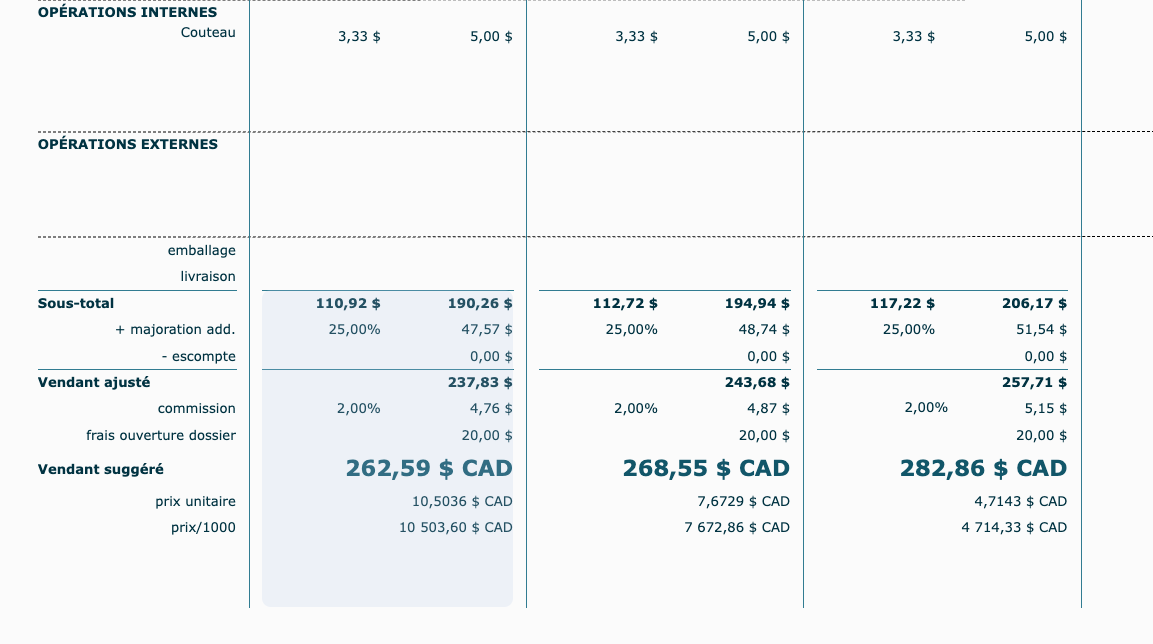 OPÉRATIONS INTERNES
Couteau 3,33 $ 5,00 $ 3,33 $ 5,00 $ 3,33 $ 5,00 $
OPÉRATIONS EXTERNES
emballage
livraison
Sous-total 110,92 $ 190,26 $ 112,72 $ 194,94 $ 117,22 $ 206,17 $
+ majoration add. 25,00% 47,57 $ 25,00% 48,74 $ 25,00% 51,54 $
- escompte 0,00 $ 0,00 $ 0,00 $
Vendant ajusté 237,83 $ 243,68 $ 257,71 $
commission 2,00% 4,76 $ 2,00% 4,87 $ 2,00% 5,15 $
frais ouverture dossier 20,00 $ 20,00 $ 20,00 $
Vendant suggéré 262,59 $ CAD 268,55 $ CAD 282,86 $ CAD
prix unitaire 10,5036 $ CAD 7,6729 $ CAD 4,7143 $ CAD
prix/1000 10 503,60 $ CAD 7 672,86 $ CAD 4 714,33 $ CAD